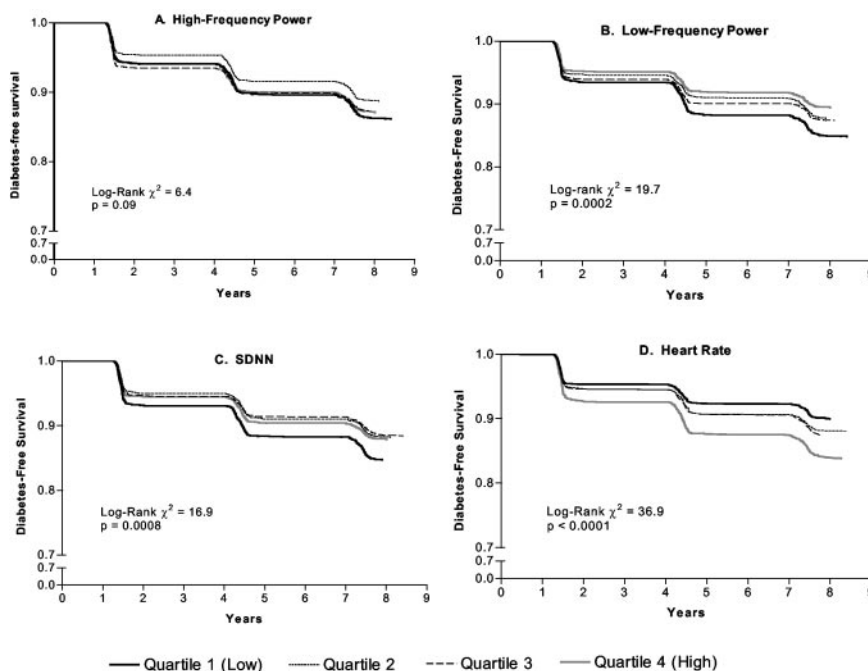 A. High-Frequency Power
Diabetes-free survival
1.0
0.9
0.8
0.7
0.7
0.0
Log-Rank χ² = 6.4
p = 0.09
0 1 2 3 4 5 6 7 8 9
Years
B. Low-Frequency Power
Diabetes-Free Survival
1.0
0.9
0.8
0.7
0.7
0.0
Log-rank χ² = 19.7
p = 0.0002
0 1 2 3 4 5 6 7 8 9
Years
C. SDNN
Diabetes-Free Survival
1.0
0.9
0.8
0.7
0.7
0.0
Log-Rank χ² = 16.9
p = 0.0008
0 1 2 3 4 5 6 7 8 9
Years
D. Heart Rate
Diabetes-Free Survival
1.0
0.9
0.8
0.7
0.7
0.0
Log-Rank χ² = 36.9
p < 0.0001
0 1 2 3 4 5 6 7 8 9
Years
Quartile 1 (Low) Quartile 2 Quartile 3 Quartile 4 (High)